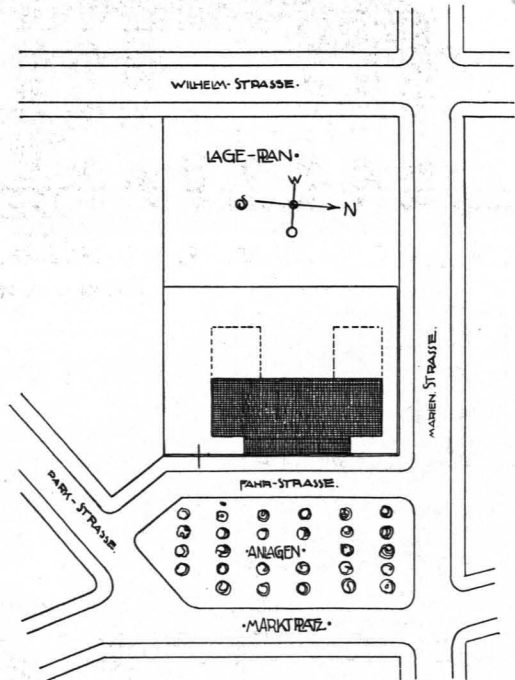 WILHELM-STRASSE.
LAGE-PLAN.
W
S N
O
MARIEN.STRASSE.
PARK-STRASSE.
FAHR-STRASSE.
·ANLAGEN·
·MARKTPLATZ·